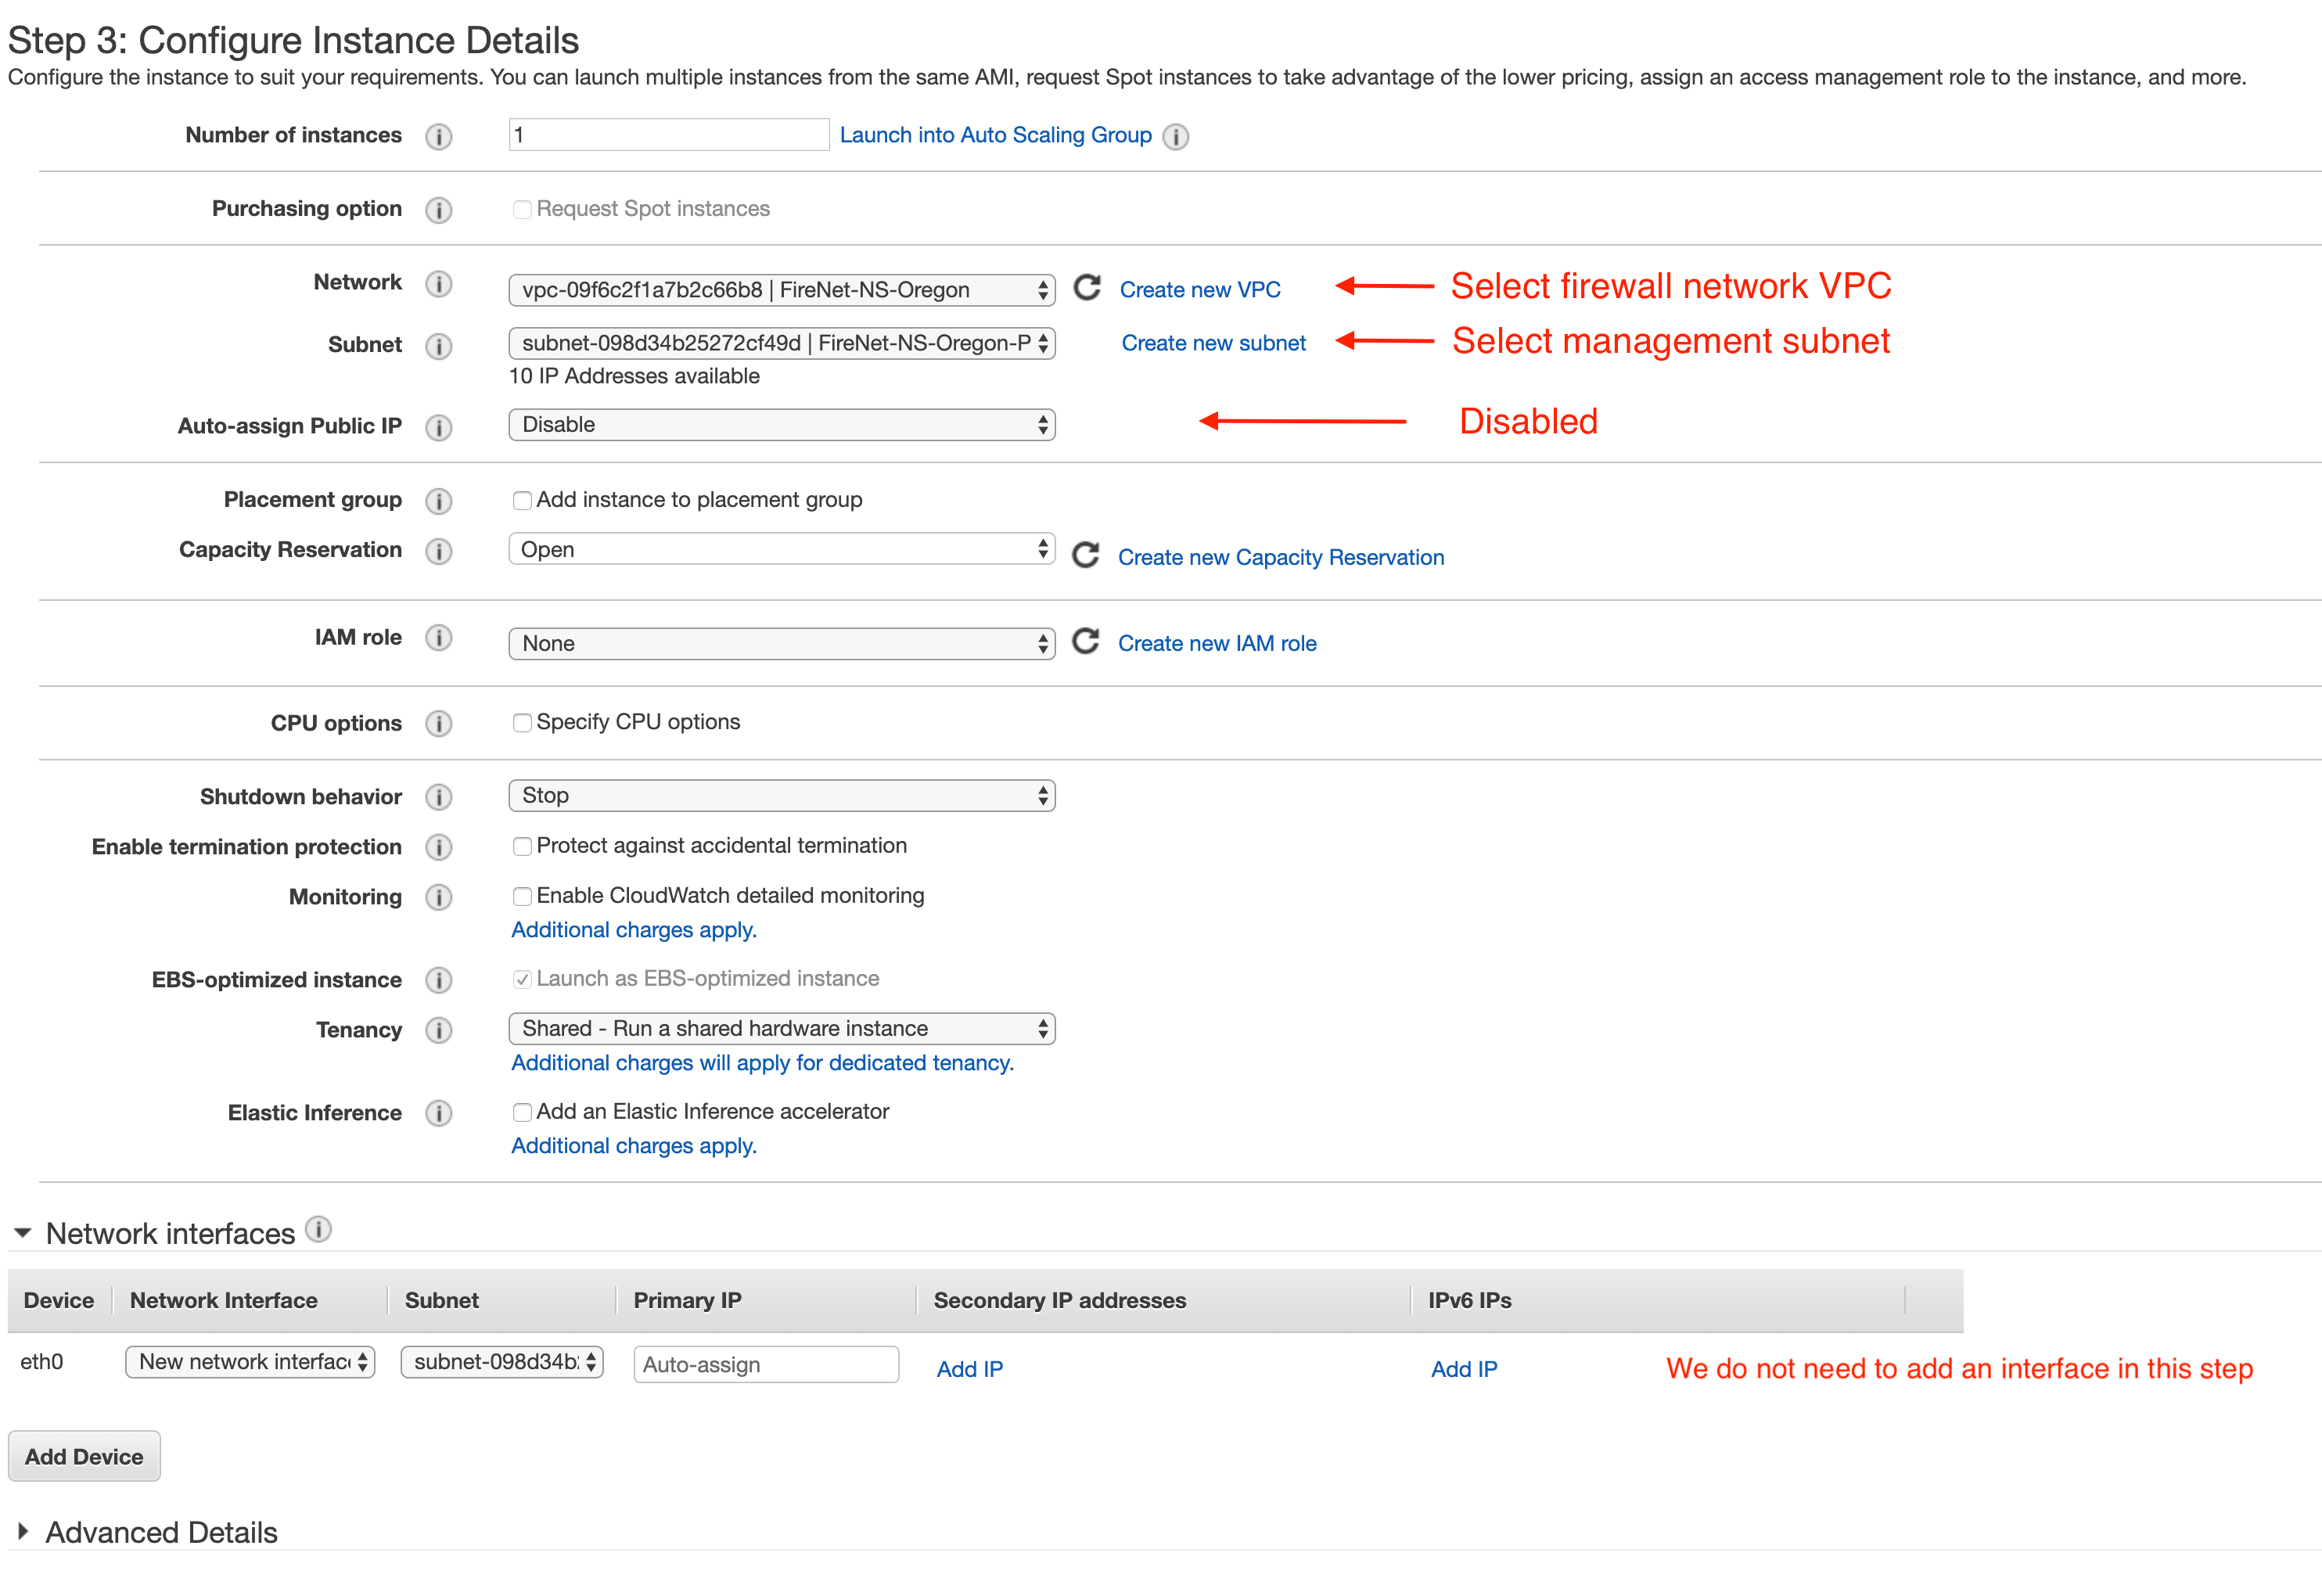 Step 3: Configure Instance Details
Configure the instance to suit your requirements. You can launch multiple instances from the same AMI, request Spot instances to take advantage of the lower pricing, assign an access management role to the instance, and more.
Number of instances i 1 Launch into Auto Scaling Group i
Purchasing option i Request Spot instances
Network i vpc-09f6c2f1a7b2c66b8 | FireNet-NS-Oregon Create new VPC Select firewall network VPC
Subnet i subnet-098d34b25272cf49d | FireNet-NS-Oregon-P Create new subnet Select management subnet
10 IP Addresses available
Auto-assign Public IP i Disable Disabled
Placement group i Add instance to placement group
Capacity Reservation i Open Create new Capacity Reservation
IAM role i None Create new IAM role
CPU options i Specify CPU options
Shutdown behavior i Stop
Enable termination protection i Protect against accidental termination
Monitoring i Enable CloudWatch detailed monitoring
Additional charges apply.
EBS-optimized instance i Launch as EBS-optimized instance
Tenancy i Shared - Run a shared hardware instance
Additional charges will apply for dedicated tenancy.
Elastic Inference i Add an Elastic Inference accelerator
Additional charges apply.
Network interfaces i
Device Network Interface Subnet Primary IP Secondary IP addresses IPv6 IPs
eth0 New network interfac subnet-098d34b Auto-assign Add IP Add IP We do not need to add an interface in this step
Add Device
Advanced Details